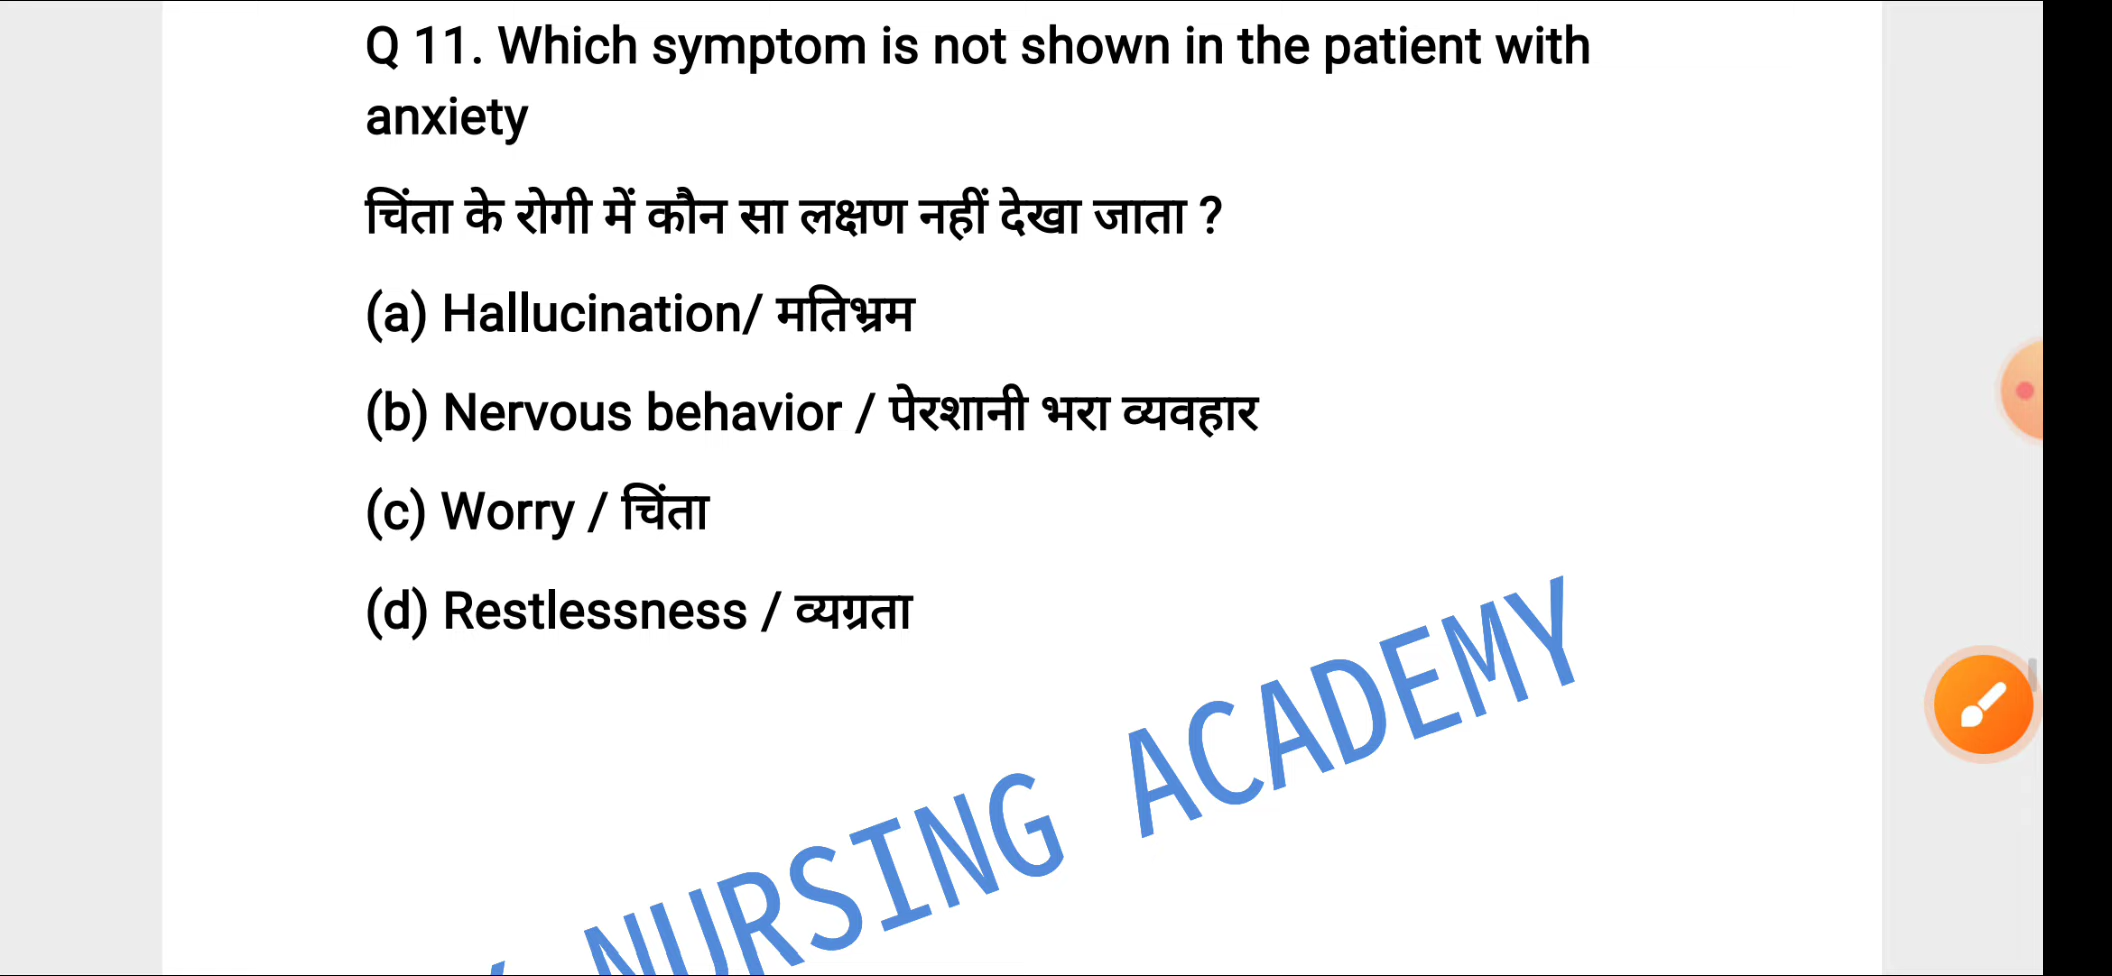 Q 11. Which symptom is not shown in the patient with
anxiety
चिंता के रोगी में कौन सा लक्षण नहीं देखा जाता ?
(a) Hallucination/ मतिभ्रम
(b) Nervous behavior / पेरशानी भरा व्यवहार
(c) Worry / चिंता
(d) Restlessness / व्यग्रता
NURSING ACADEMY